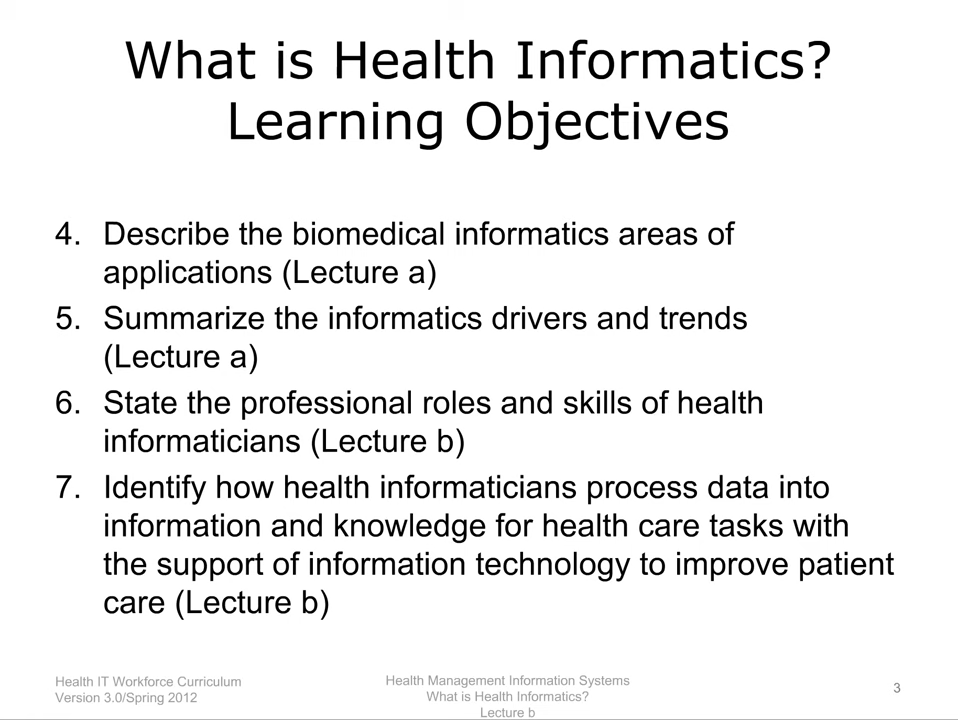 What is Health Informatics?
Learning Objectives
4. Describe the biomedical informatics areas of
applications (Lecture a)
5. Summarize the informatics drivers and trends
(Lecture a)
6. State the professional roles and skills of health
informaticians (Lecture b)
7. Identify how health informaticians process data into
information and knowledge for health care tasks with
the support of information technology to improve patient
care (Lecture b)
Health IT Workforce Curriculum
Version 3.0/Spring 2012
Health Management Information Systems
What is Health Informatics?
Lecture b
3